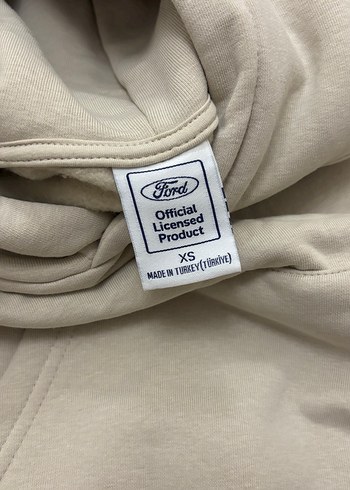 Ford
Official
Licensed
Product
XS
MADE IN TURKEY(TÜRKİYE)